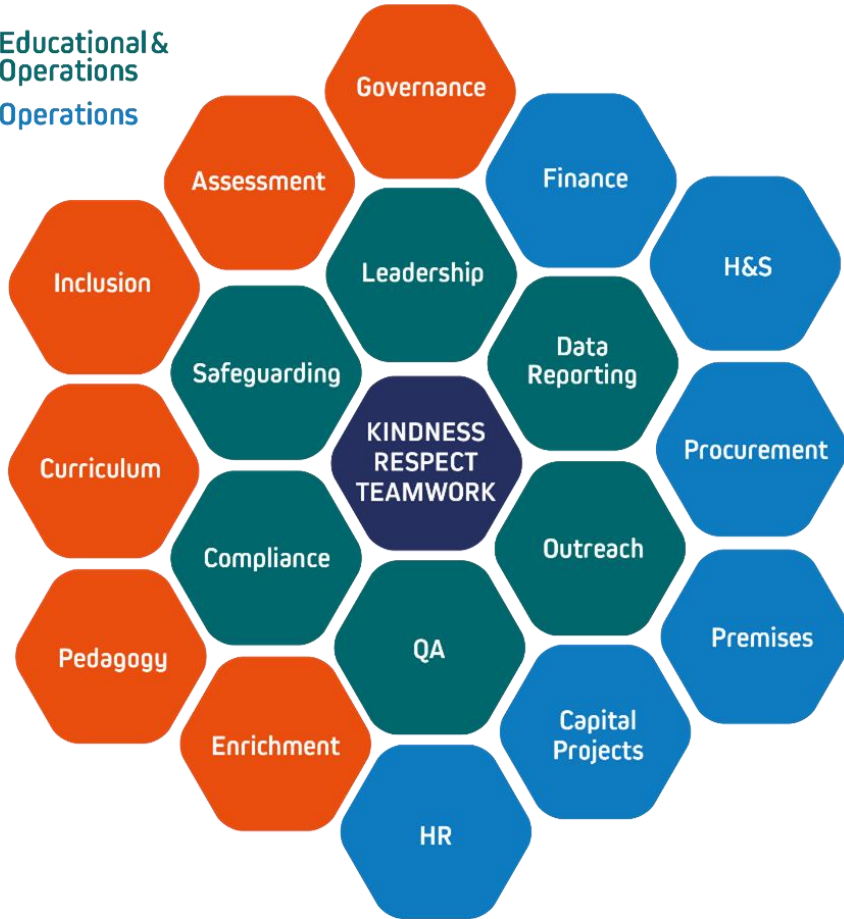 Educational &
Operations
Operations
Governance
Assessment
Finance
Inclusion
Leadership
H&S
Safeguarding
Data
Reporting
Curriculum
KINDNESS
RESPECT
TEAMWORK
Procurement
Compliance
Outreach
Pedagogy
QA
Premises
Enrichment
Capital
Projects
HR